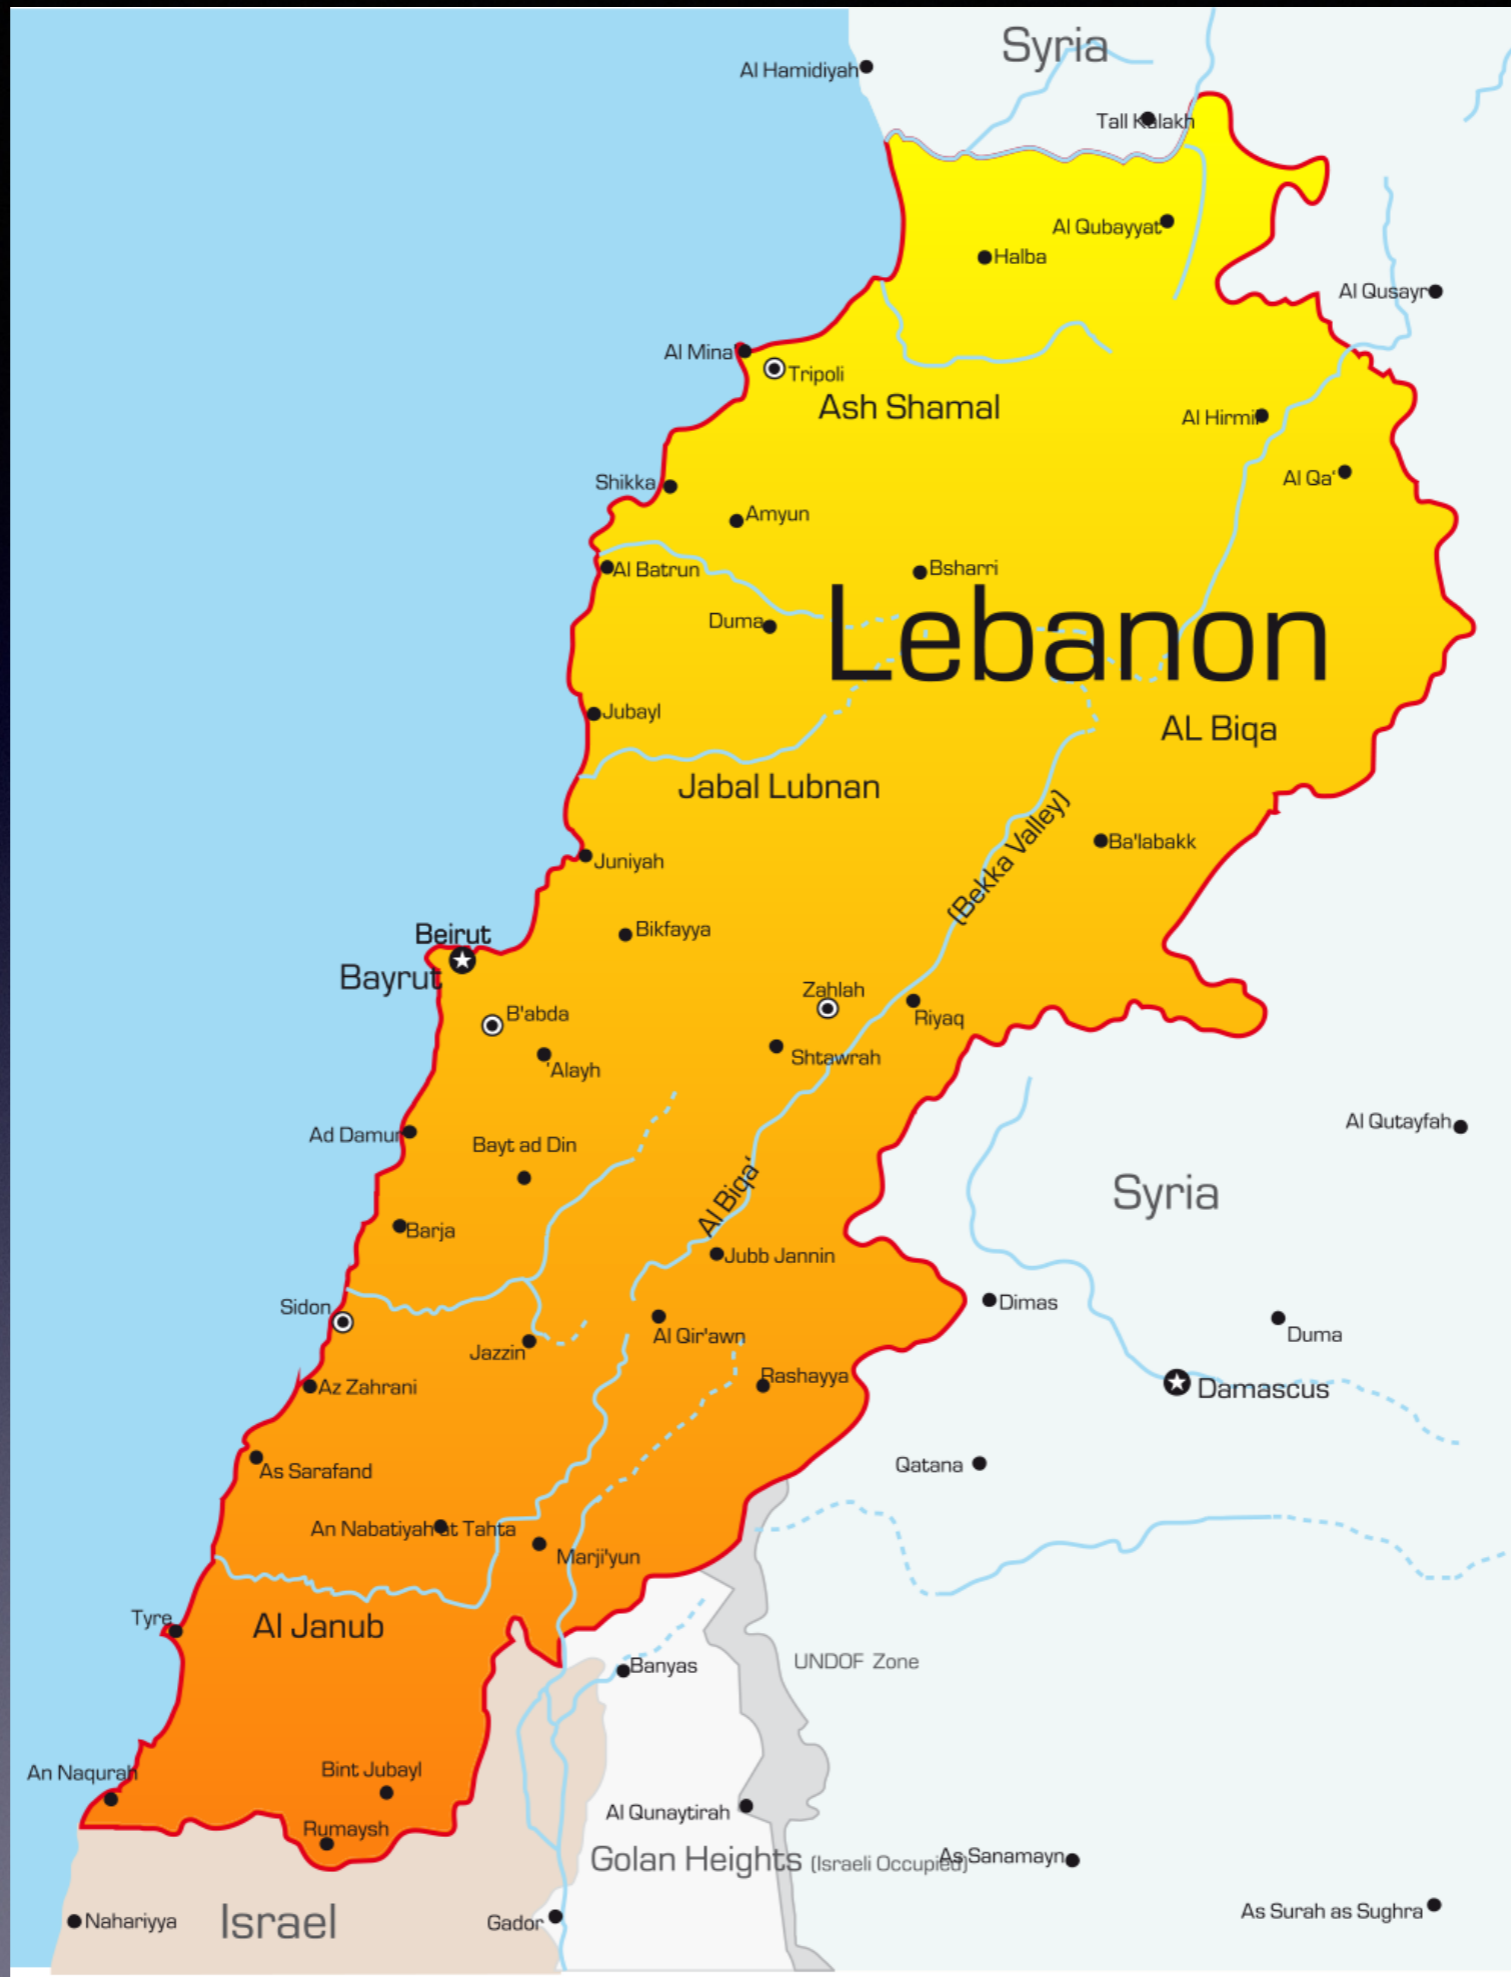 Syria
Al Hamidiyah
Tall Kalakh
Al Qubayyat
Halba
Al Qusayr
Al Mina
Tripoli
Ash Shamal
Al Hirmil
Al Qa'
Shikka
Amyun
Al Batrun
Bsharri
Duma
Lebanon
Jubayl
AL Biqa
Jabal Lubnan
(Bekka Valley)
Ba'labakk
Juniyah
Bikfayya
Beirut
Bayrut
Zahlah
B'abda
Riyaq
Shtawrah
'Alayh
Ad Damur
Bayt ad Din
Al Qutayfah
Al Biqa'
Syria
Barja
Jubb Jannin
Sidon
Dimas
Al Qir'awn
Duma
Jazzin
Rashayya
Az Zahrani
Damascus
As Sarafand
Qatana
An Nabatiyah at Tahta
Marji'yun
Tyre
Al Janub
Banyas
UNDOF Zone
An Naqurah
Bint Jubayl
Al Qunaytirah
Rumaysh
Golan Heights (Israeli Occupied)
As Sanamayn
Nahariyya
Israel
Gador
As Surah as Sughra